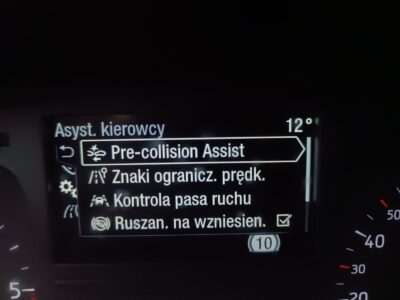 Asyst. kierowcy 12°
Pre-collision Assist
Znaki ogranicz. prędk.
Kontrola pasa ruchu
Ruszan. na wzniesien.
10
5
50
40
30
20